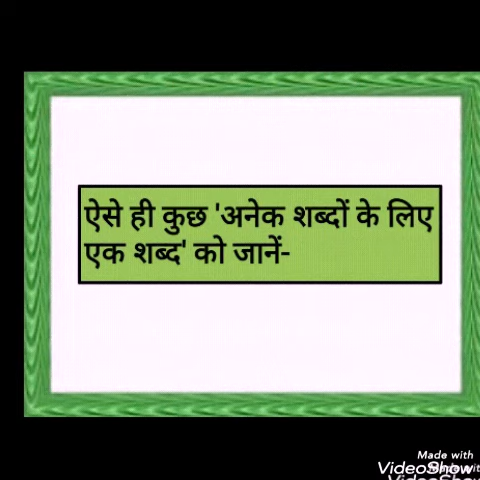 ऐसे ही कुछ 'अनेक शब्दों के लिए
एक शब्द' को जानें-
Made with
VideoShow